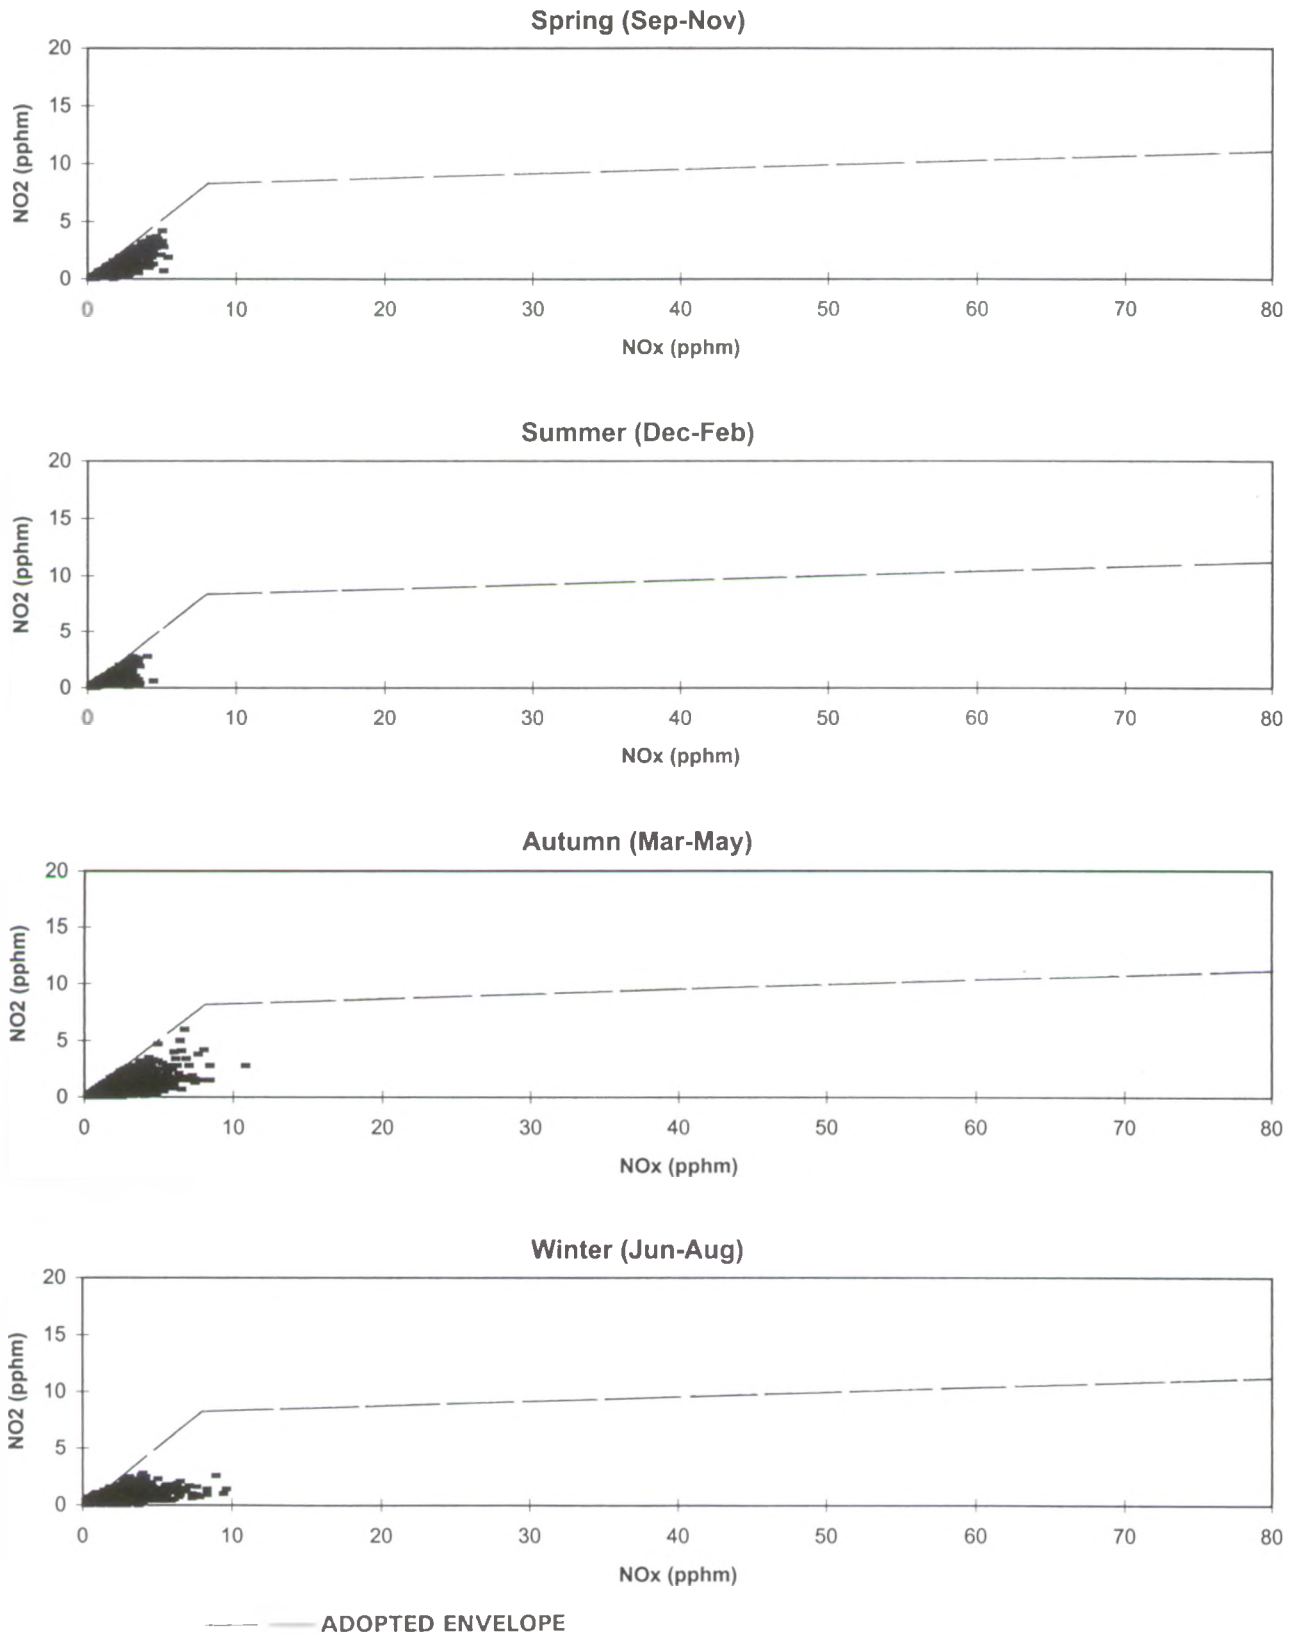 Spring (Sep-Nov)
20
15
10
5
0
NO2 (pphm)
0 10 20 30 40 50 60 70 80
NOx (pphm)
Summer (Dec-Feb)
20
15
10
5
0
NO2 (pphm)
0 10 20 30 40 50 60 70 80
NOx (pphm)
Autumn (Mar-May)
20
15
10
5
0
NO2 (pphm)
0 10 20 30 40 50 60 70 80
NOx (pphm)
Winter (Jun-Aug)
20
15
10
5
0
NO2 (pphm)
0 10 20 30 40 50 60 70 80
NOx (pphm)
ADOPTED ENVELOPE